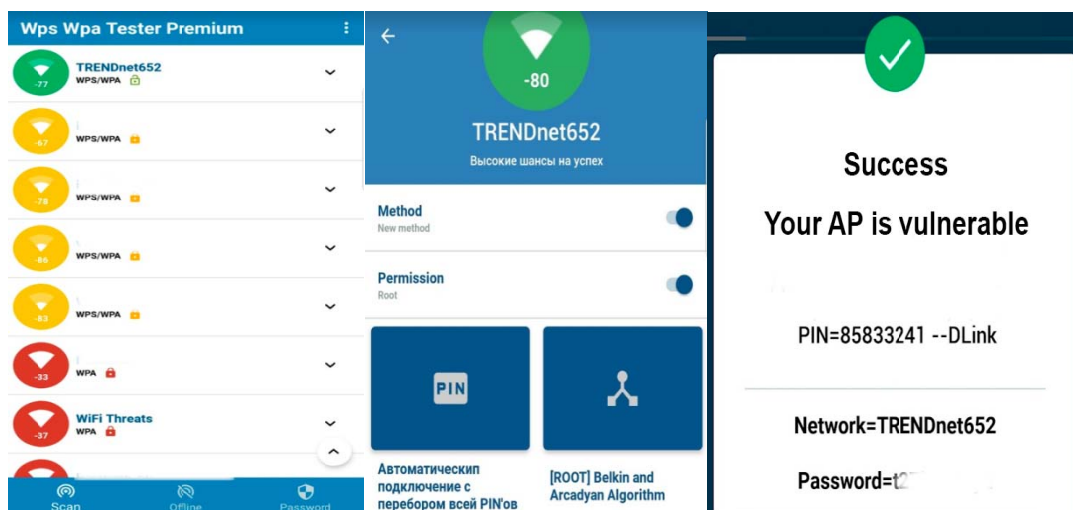 Wps Wpa Tester Premium
TRENDnet652
WPS/WPA
-77
WPS/WPA
-67
WPS/WPA
-78
WPS/WPA
-86
WPS/WPA
-83
WPA
-33
WiFi Threats
WPA
-37
Scan
Offline
Password
-80
TRENDnet652
Высокие шансы на успех
Method
New method
Permission
Root
PIN
Автоматическип
подключение с
перебором всей PIN'ов
[ROOT] Belkin and
Arcadyan Algorithm
Success
Your AP is vulnerable
PIN=85833241 --DLink
Network=TRENDnet652
Password=t2